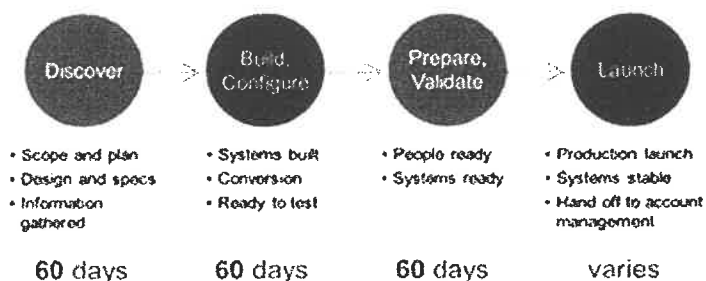 Discover
Build,
Configure
Prepare,
Validate
Launch
• Scope and plan
• Design and specs
• Information
gathered
• Systems built
• Conversion
• Ready to test
• People ready
• Systems ready
• Production launch
• Systems stable
• Hand off to account
management
60 days
60 days
60 days
varies